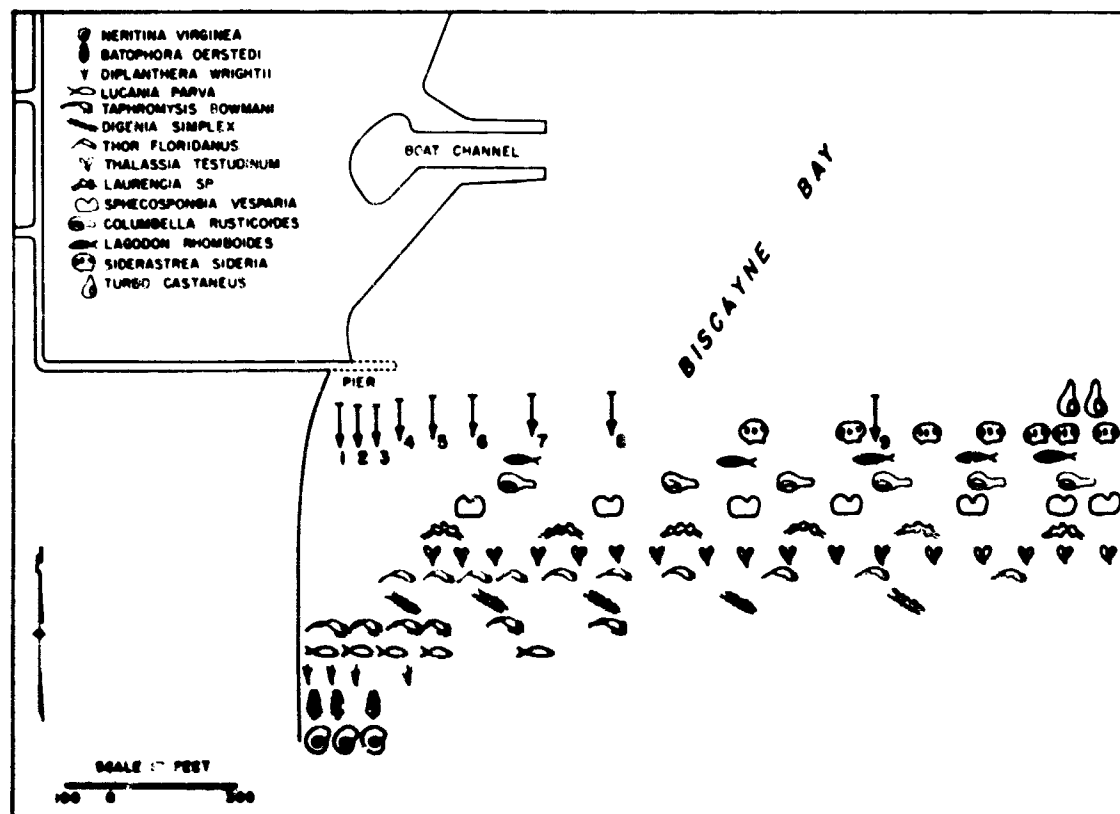 NERITINA VIRGINEA
BATOPHORA OERSTEDI
DIPLANTHERA WRIGHTII
LUCANIA PARVA
TAPHROMYSIS BOWMANI
DIGENIA SIMPLEX
THOR FLORIDANUS
THALASSIA TESTUDINUM
LAURENCIA SP
SPHECOSPONGIA VESPARIA
COLUMBELLA RUSTICOIDES
LAGODON RHOMBOIDES
SIDERASTREA SIDERIA
TURBO CASTANEUS
BOAT CHANNEL
BISCAYNE BAY
PIER
1 2 3 4 5 6 7 8 9
SCALE FEET
100 0 300